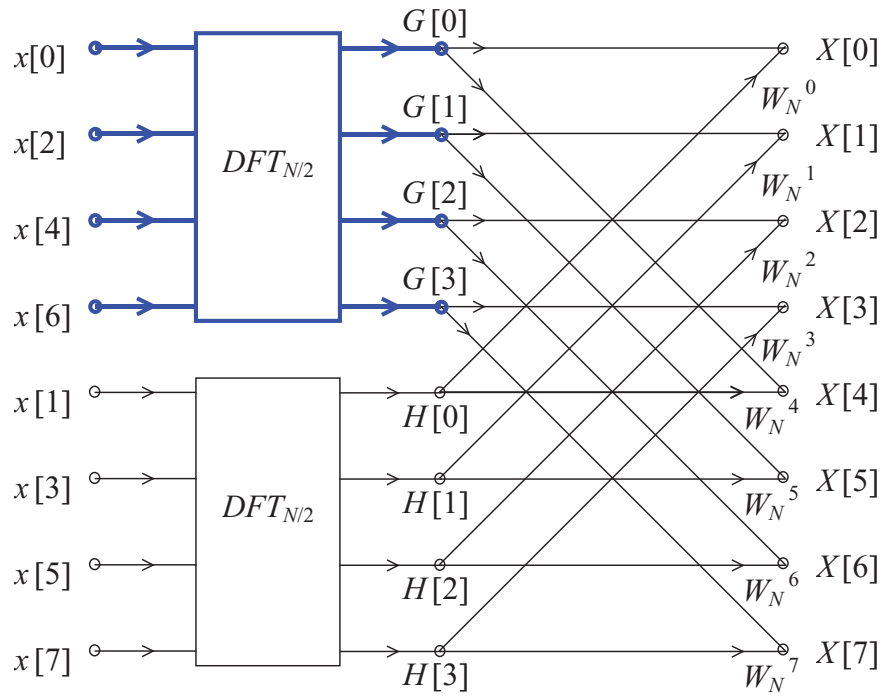 x[0] G[0] X[0]
W_N^0
x[2] G[1] X[1]
DFT_{N/2}
W_N^1
x[4] G[2] X[2]
W_N^2
x[6] G[3] X[3]
W_N^3
x[1] H[0] W_N^4 X[4]
x[3] H[1] W_N^5 X[5]
DFT_{N/2}
x[5] H[2] W_N^6 X[6]
x[7] H[3] W_N^7 X[7]